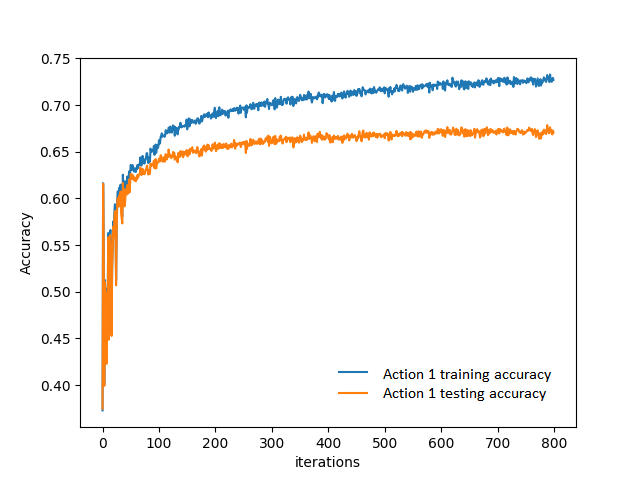 0.75
0.70
0.65
0.60
0.55
0.50
0.45
0.40
Accuracy
Action 1 training accuracy
Action 1 testing accuracy
0 100 200 300 400 500 600 700 800
iterations